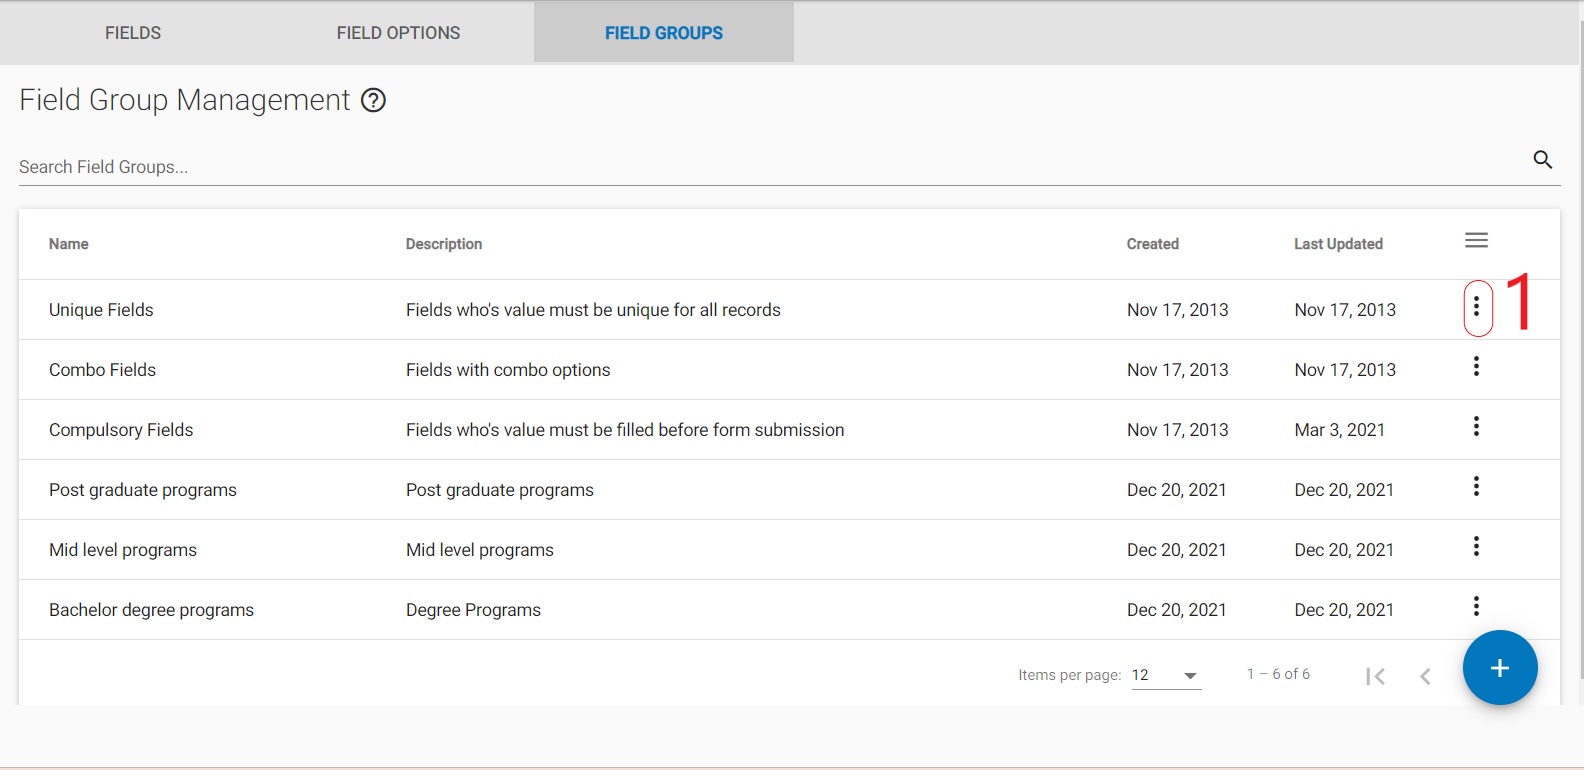 FIELDS FIELD OPTIONS FIELD GROUPS
Field Group Management
Search Field Groups...
Name Description Created Last Updated
Unique Fields Fields who's value must be unique for all records Nov 17, 2013 Nov 17, 2013 1
Combo Fields Fields with combo options Nov 17, 2013 Nov 17, 2013
Compulsory Fields Fields who's value must be filled before form submission Nov 17, 2013 Mar 3, 2021
Post graduate programs Post graduate programs Dec 20, 2021 Dec 20, 2021
Mid level programs Mid level programs Dec 20, 2021 Dec 20, 2021
Bachelor degree programs Degree Programs Dec 20, 2021 Dec 20, 2021
Items per page: 12 1 – 6 of 6